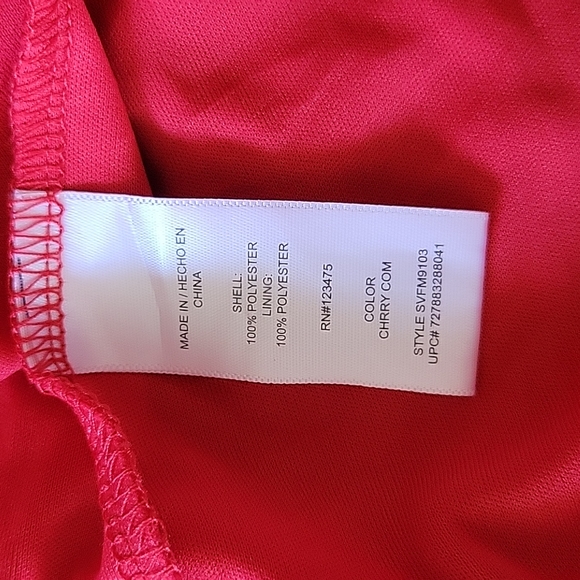 MADE IN / HECHO EN
CHINA
SHELL:
100% POLYESTER
LINING:
100% POLYESTER
RN#123475
COLOR
CHRRY COM
STYLE SVFM9103
UPC# 727883288041